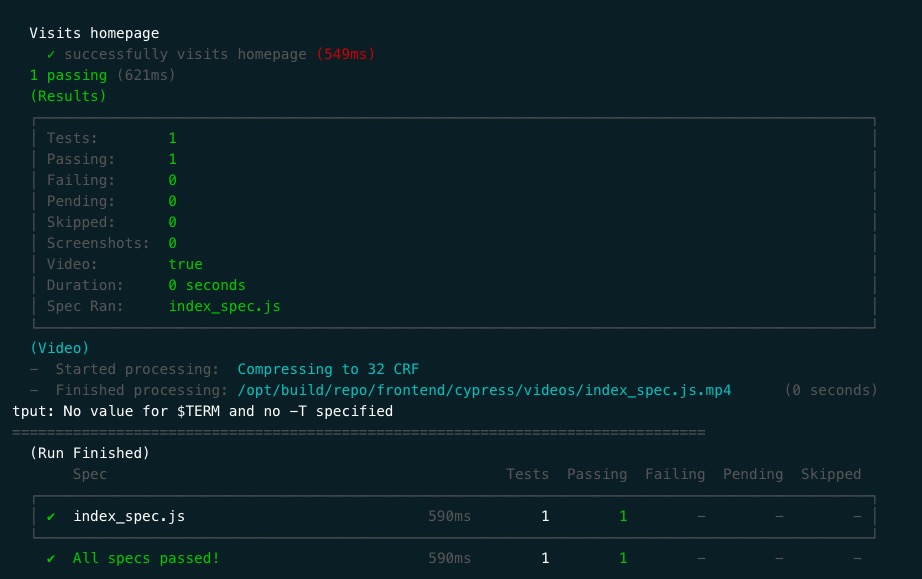 Visits homepage
✓ successfully visits homepage (549ms)
1 passing (621ms)
(Results)
Tests: 1
Passing: 1
Failing: 0
Pending: 0
Skipped: 0
Screenshots: 0
Video: true
Duration: 0 seconds
Spec Ran: index_spec.js
(Video)
– Started processing: Compressing to 32 CRF
– Finished processing: /opt/build/repo/frontend/cypress/videos/index_spec.js.mp4 (0 seconds)
tput: No value for $TERM and no –T specified
================================================================================
(Run Finished)
Spec Tests Passing Failing Pending Skipped
✔ index_spec.js 590ms 1 1 – – –
✔ All specs passed! 590ms 1 1 – – –